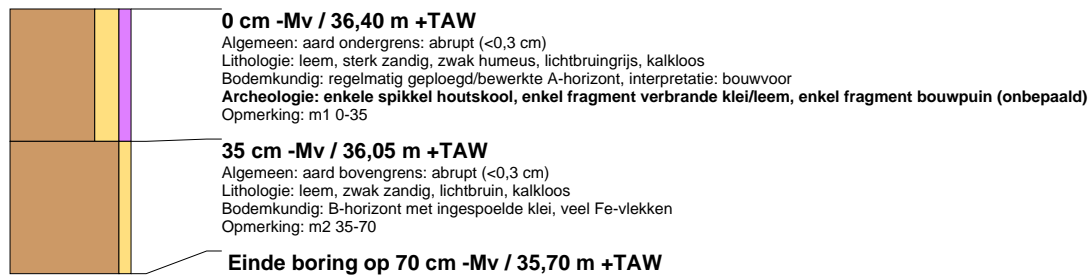 0 cm -Mv / 36,40 m +TAW
Algemeen: aard ondergrens: abrupt (<0,3 cm)
Lithologie: leem, sterk zandig, zwak humeus, lichtbruingrijs, kalkloos
Bodemkundig: regelmatig geploegd/bewerkte A-horizont, interpretatie: bouwvoor
Archeologie: enkele spikkel houtskool, enkel fragment verbrande klei/leem, enkel fragment bouwpuin (onbepaald)
Opmerking: m1 0-35
35 cm -Mv / 36,05 m +TAW
Algemeen: aard bovengrens: abrupt (<0,3 cm)
Lithologie: leem, zwak zandig, lichtbruin, kalkloos
Bodemkundig: B-horizont met ingespoelde klei, veel Fe-vlekken
Opmerking: m2 35-70
Einde boring op 70 cm -Mv / 35,70 m +TAW